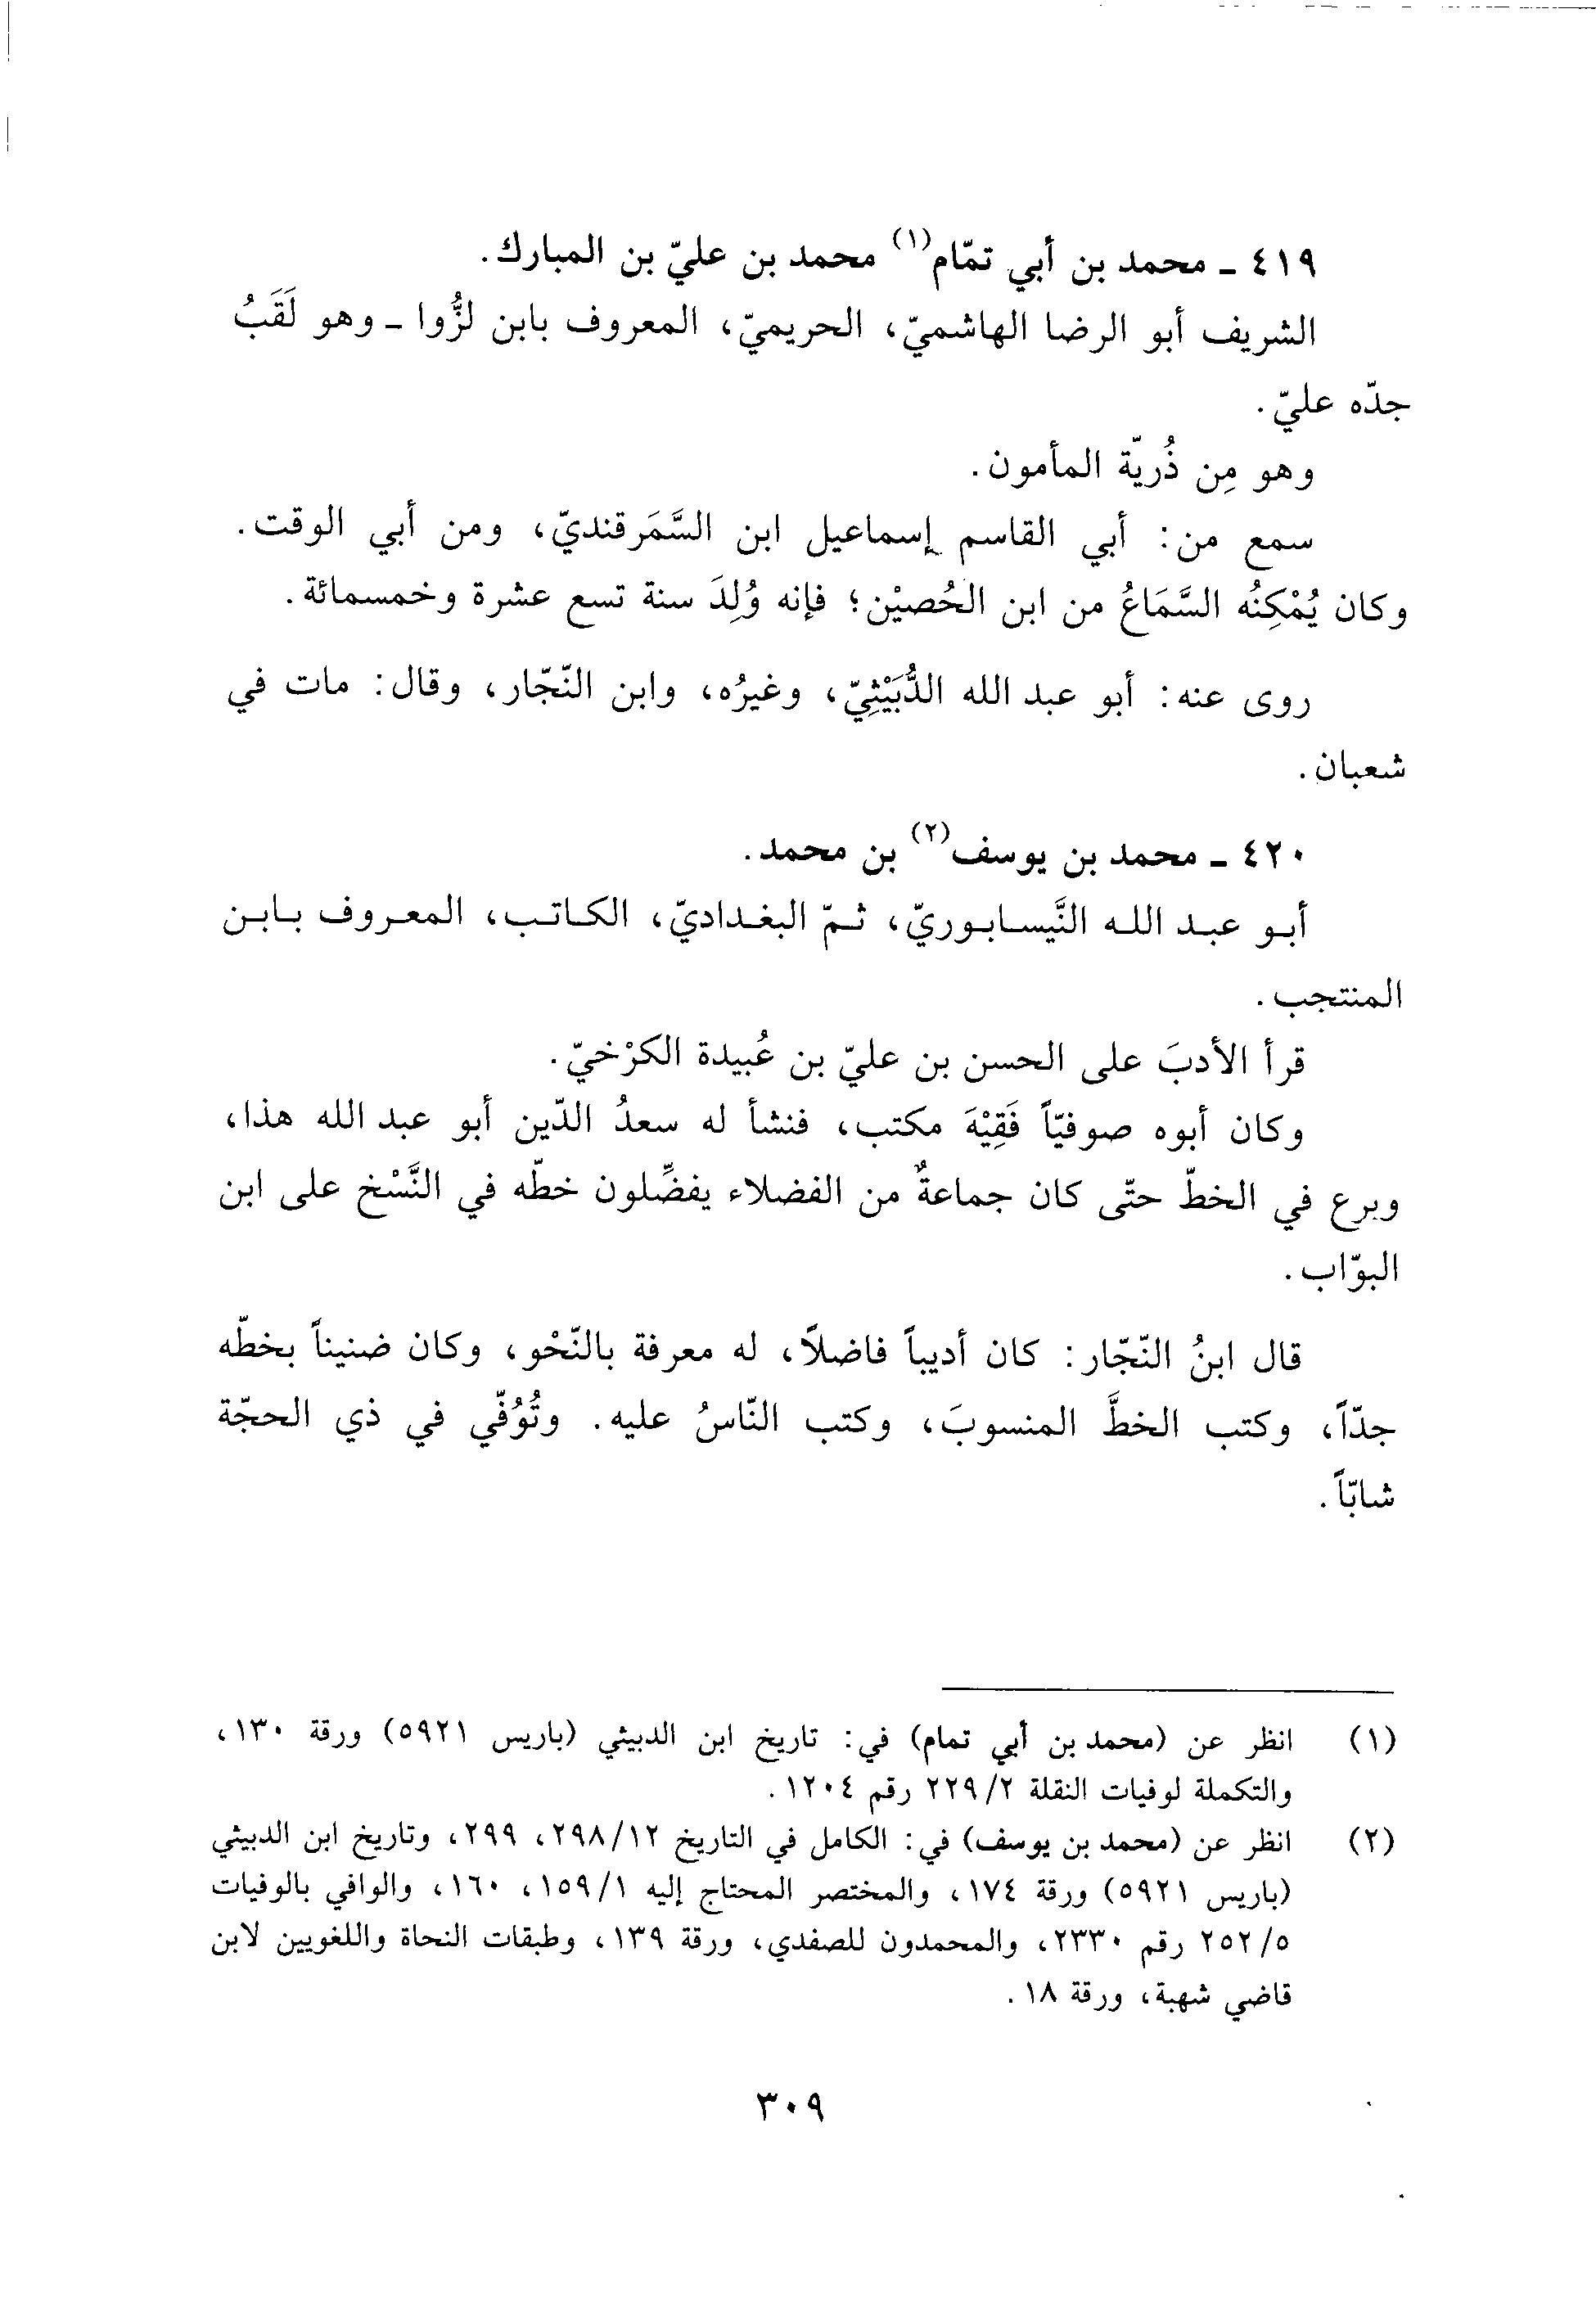 ٤١٩ ـ محمد بن أبي تمّام(١) محمد بن عليّ بن المبارك.
الشريف أبو الرضا الهاشميّ، الحريميّ، المعروف بابن لزُّوا ـ وهو لَقَبُ
جدّه عليّ.
وهو مِن ذُريّة المأمون.
سمع من: أبي القاسم إسماعيل ابن السَّمَرقنديّ، ومن أبي الوقت.
وكان يُمْكِنُه السَّمَاعُ من ابن الحُصيْن؛ فإنه وُلِدَ سنة تسع عشرة وخمسمائة.
روى عنه: أبو عبد الله الدُّبَيْثِيّ، وغيرُه، وابن النّجّار، وقال: مات في
شعبان.
٤٢٠ ـ محمد بن يوسف(٢) بن محمد.
أبو عبد الله النَّيسابوريّ، ثمّ البغداديّ، الكاتب، المعروف بابن
المنتجب.
قرأ الأدبَ على الحسن بن عليّ بن عُبيدة الكرْخيّ.
وكان أبوه صوفيّاً فَقِيْهَ مكتب، فنشأ له سعدُ الدّين أبو عبد الله هذا،
وبرع في الخطّ حتّى كان جماعةٌ من الفضلاء يفضِّلون خطّه في النَّسْخ على ابن
البوّاب.
قال ابنُ النّجّار: كان أديباً فاضلاً، له معرفة بالنّحْو، وكان ضنيناً بخطّه
جدّاً، وكتب الخطَّ المنسوبَ، وكتب النّاسُ عليه. وتُوُفّي في ذي الحجّة
شابّاً.
(١) انظر عن (محمد بن أبي تمام) في: تاريخ ابن الدبيثي (باريس ٥٩٢١) ورقة ١٣٠،
والتكملة لوفيات النقلة ٢/ ٢٢٩ رقم ١٢٠٤.
(٢) انظر عن (محمد بن يوسف) في: الكامل في التاريخ ١٢/ ٢٩٨، ٢٩٩، وتاريخ ابن الدبيثي
(باريس ٥٩٢١) ورقة ١٧٤، والمختصر المحتاج إليه ١/ ١٥٩، ١٦٠، والوافي بالوفيات
٥/ ٢٥٢ رقم ٢٣٣٠، والمحمدون للصفدي، ورقة ١٣٩، وطبقات النحاة واللغويين لابن
قاضي شهبة، ورقة ١٨.
٣٠٩